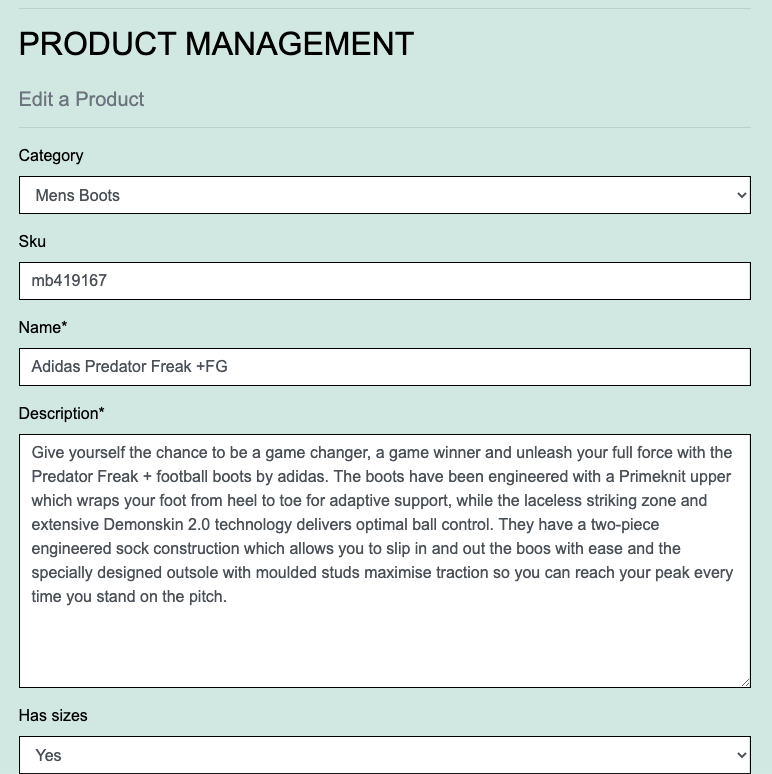 PRODUCT MANAGEMENT
Edit a Product
Category
Mens Boots
Sku
mb419167
Name*
Adidas Predator Freak +FG
Description*
Give yourself the chance to be a game changer, a game winner and unleash your full force with the
Predator Freak + football boots by adidas. The boots have been engineered with a Primeknit upper
which wraps your foot from heel to toe for adaptive support, while the laceless striking zone and
extensive Demonskin 2.0 technology delivers optimal ball control. They have a two-piece
engineered sock construction which allows you to slip in and out the boos with ease and the
specially designed outsole with moulded studs maximise traction so you can reach your peak every
time you stand on the pitch.
Has sizes
Yes